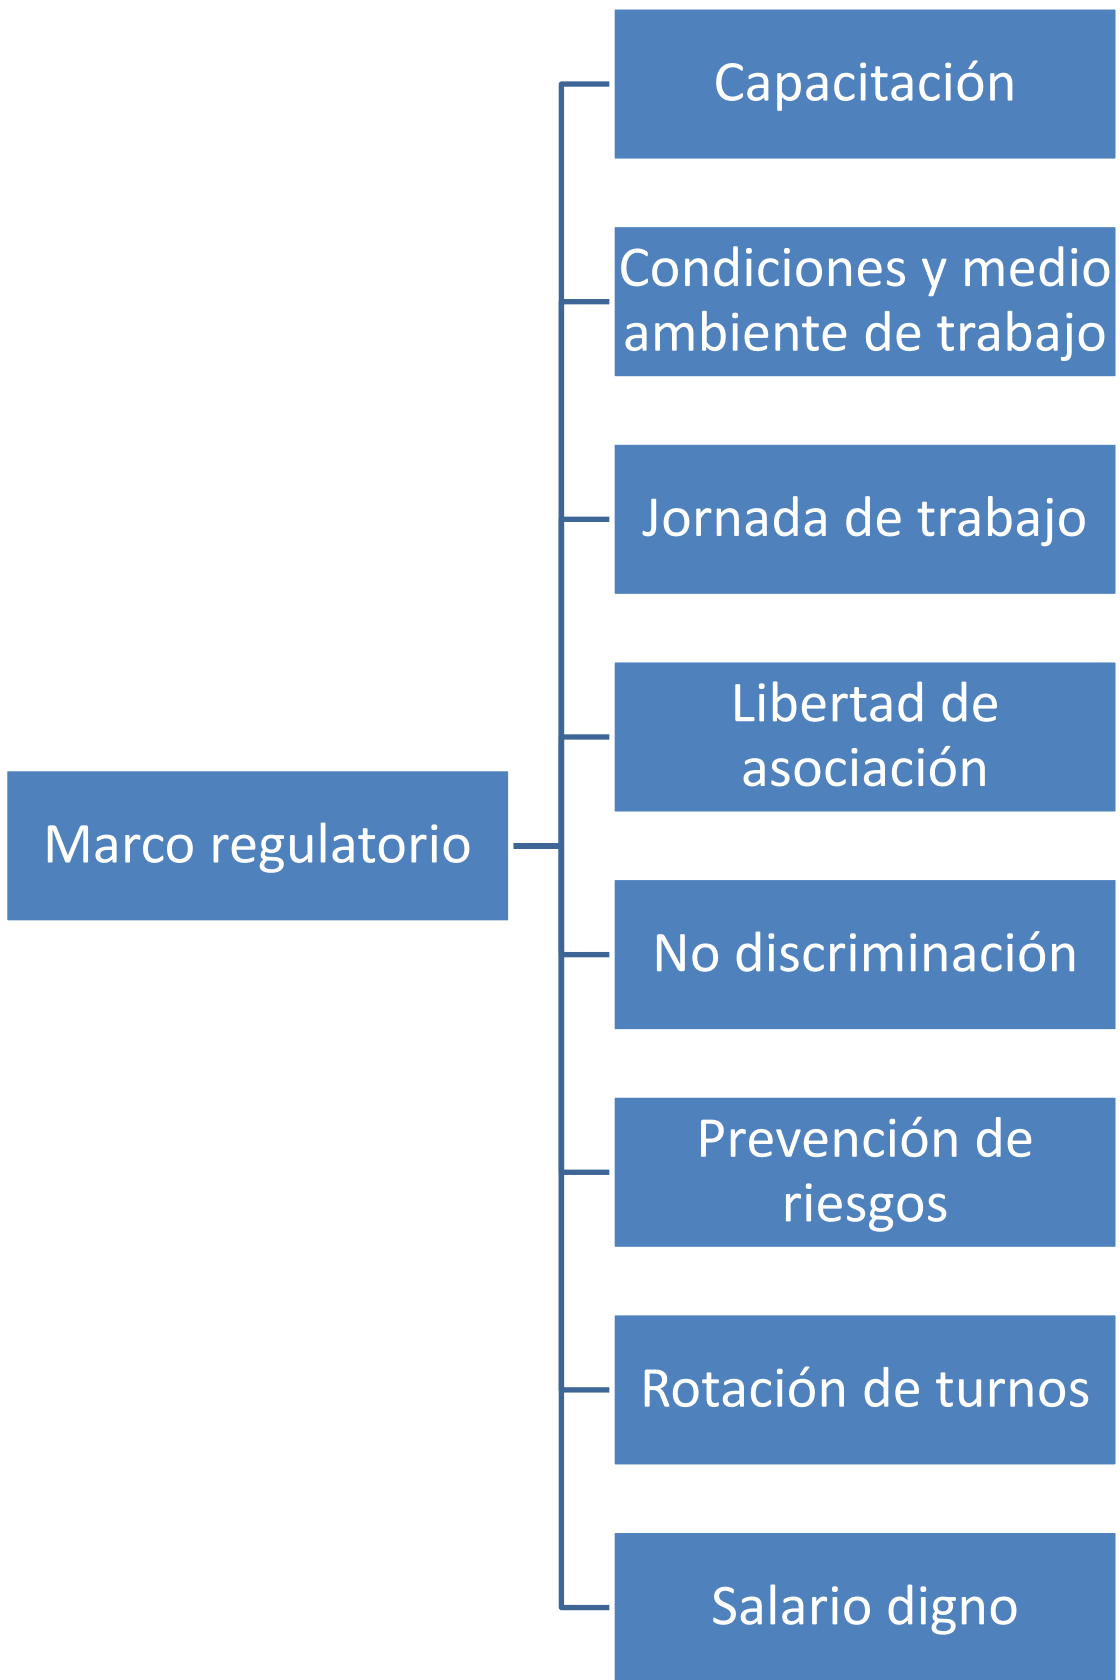 Capacitación
Condiciones y medio
ambiente de trabajo
Jornada de trabajo
Libertad de
asociación
Marco regulatorio
No discriminación
Prevención de
riesgos
Rotación de turnos
Salario digno